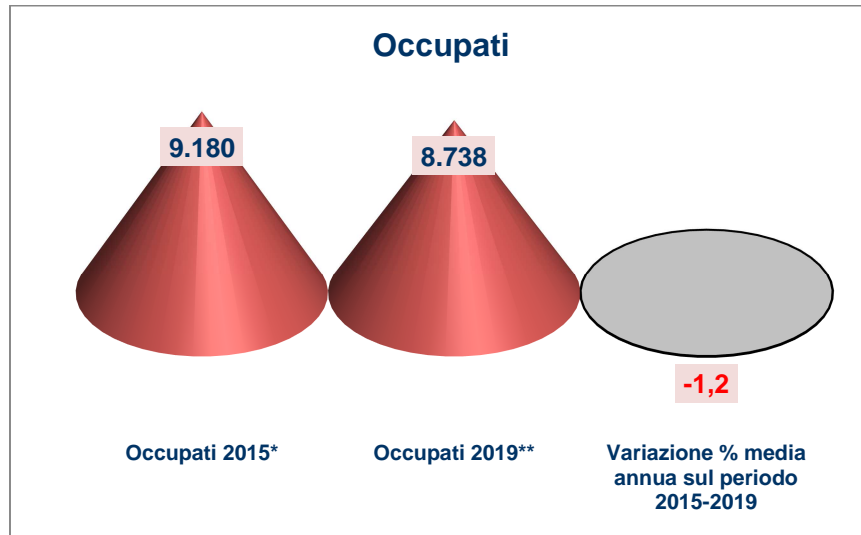 Occupati
9.180
8.738
-1,2
Occupati 2015*
Occupati 2019**
Variazione % media
annua sul periodo
2015-2019